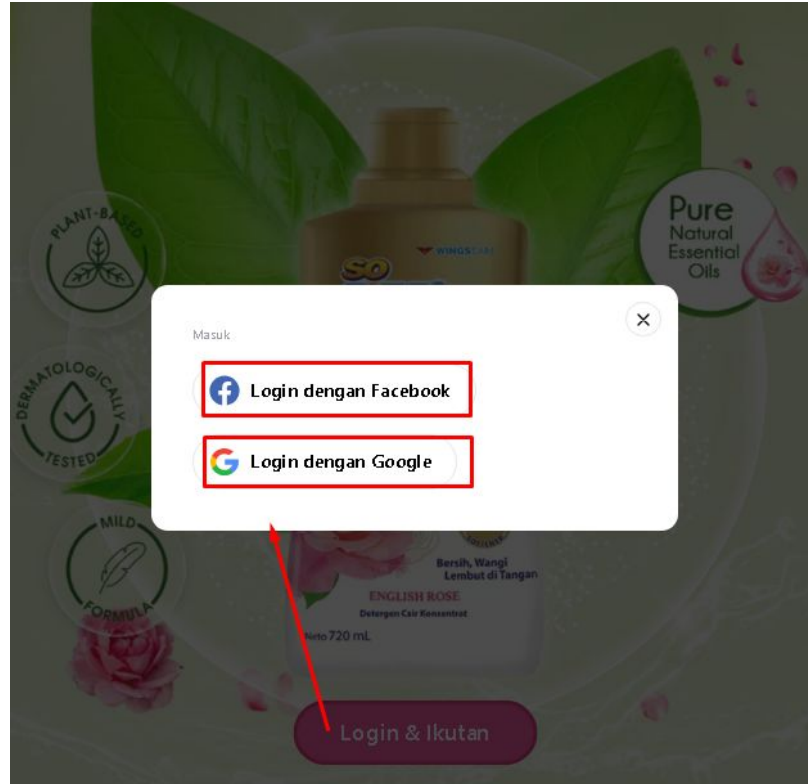 PLANT-BASED
Pure
Natural
Essential
Oils
WINGSCARE
SO
Masuk
Login dengan Facebook
Login dengan Google
DERMATOLOGICALLY
TESTED
MILD
FORMULA
Bersih, Wangi
Lembut di Tangan
ENGLISH ROSE
Detergen Cair Konsentrat
Neto 720 mL
Login & Ikutan